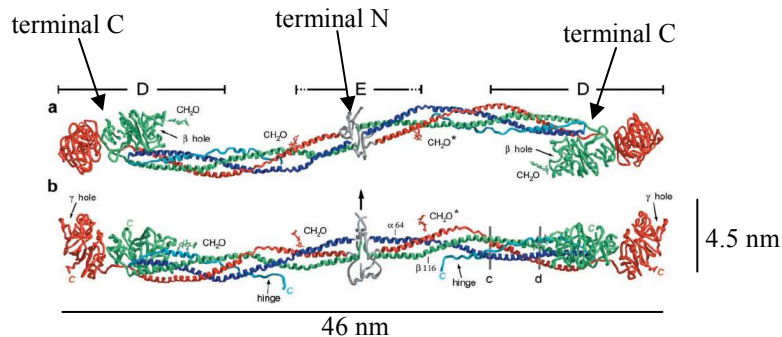 terminal N
terminal C
terminal C
D
E
D
a
CH₂O
β hole
CH₂O
CH₂O*
β hole
CH₂O
b
γ hole
C
CH₂O
CH₂O
α 64
CH₂O*
C
γ hole
4.5 nm
C
C
hinge
β 116
C
hinge
c
d
C
46 nm